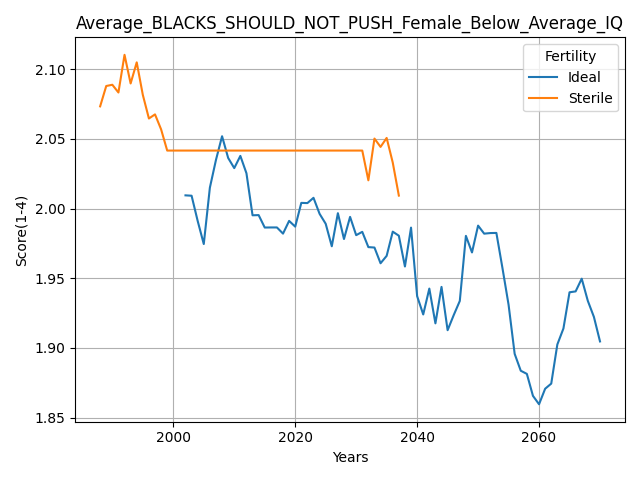 Average_BLACKS_SHOULD_NOT_PUSH_Female_Below_Average_IQ
Fertility
Ideal
Sterile
Score(1-4)
2.10
2.05
2.00
1.95
1.90
1.85
2000 2020 2040 2060
Years